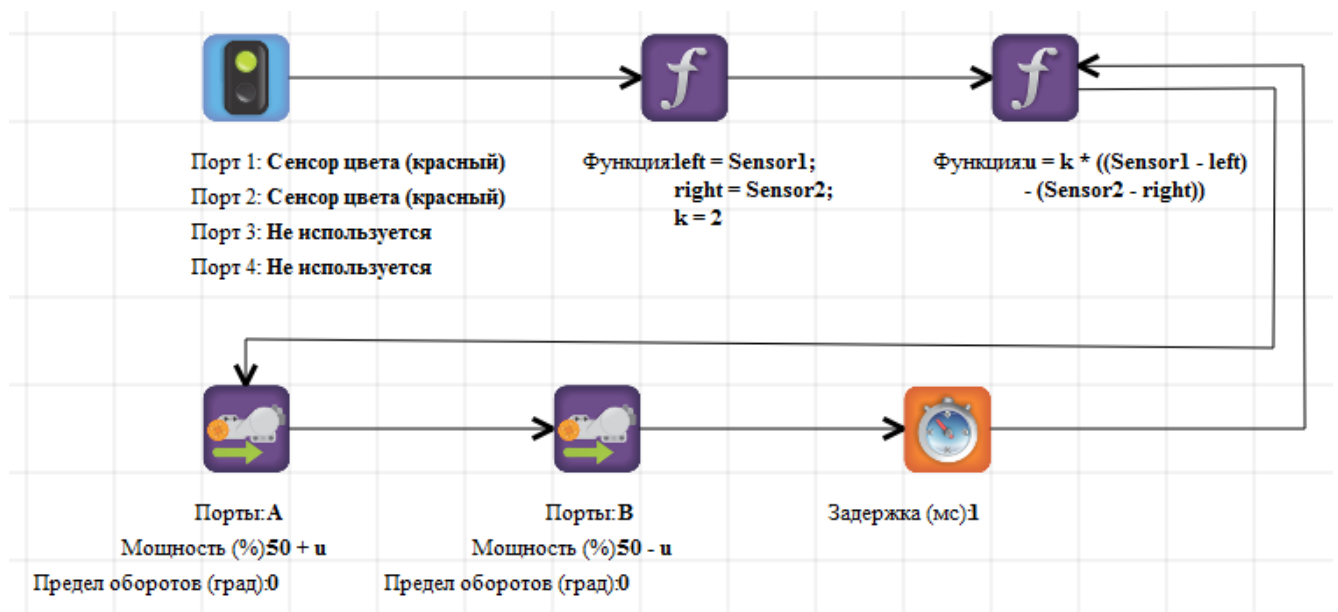 Порт 1: Сенсор цвета (красный)
Порт 2: Сенсор цвета (красный)
Порт 3: Не используется
Порт 4: Не используется
Функция:left = Sensor1;
right = Sensor2;
k = 2
Функция:u = k * ((Sensor1 - left)
- (Sensor2 - right))
Порты:A
Мощность (%)50 + u
Предел оборотов (град):0
Порты:B
Мощность (%)50 - u
Предел оборотов (град):0
Задержка (мс):1